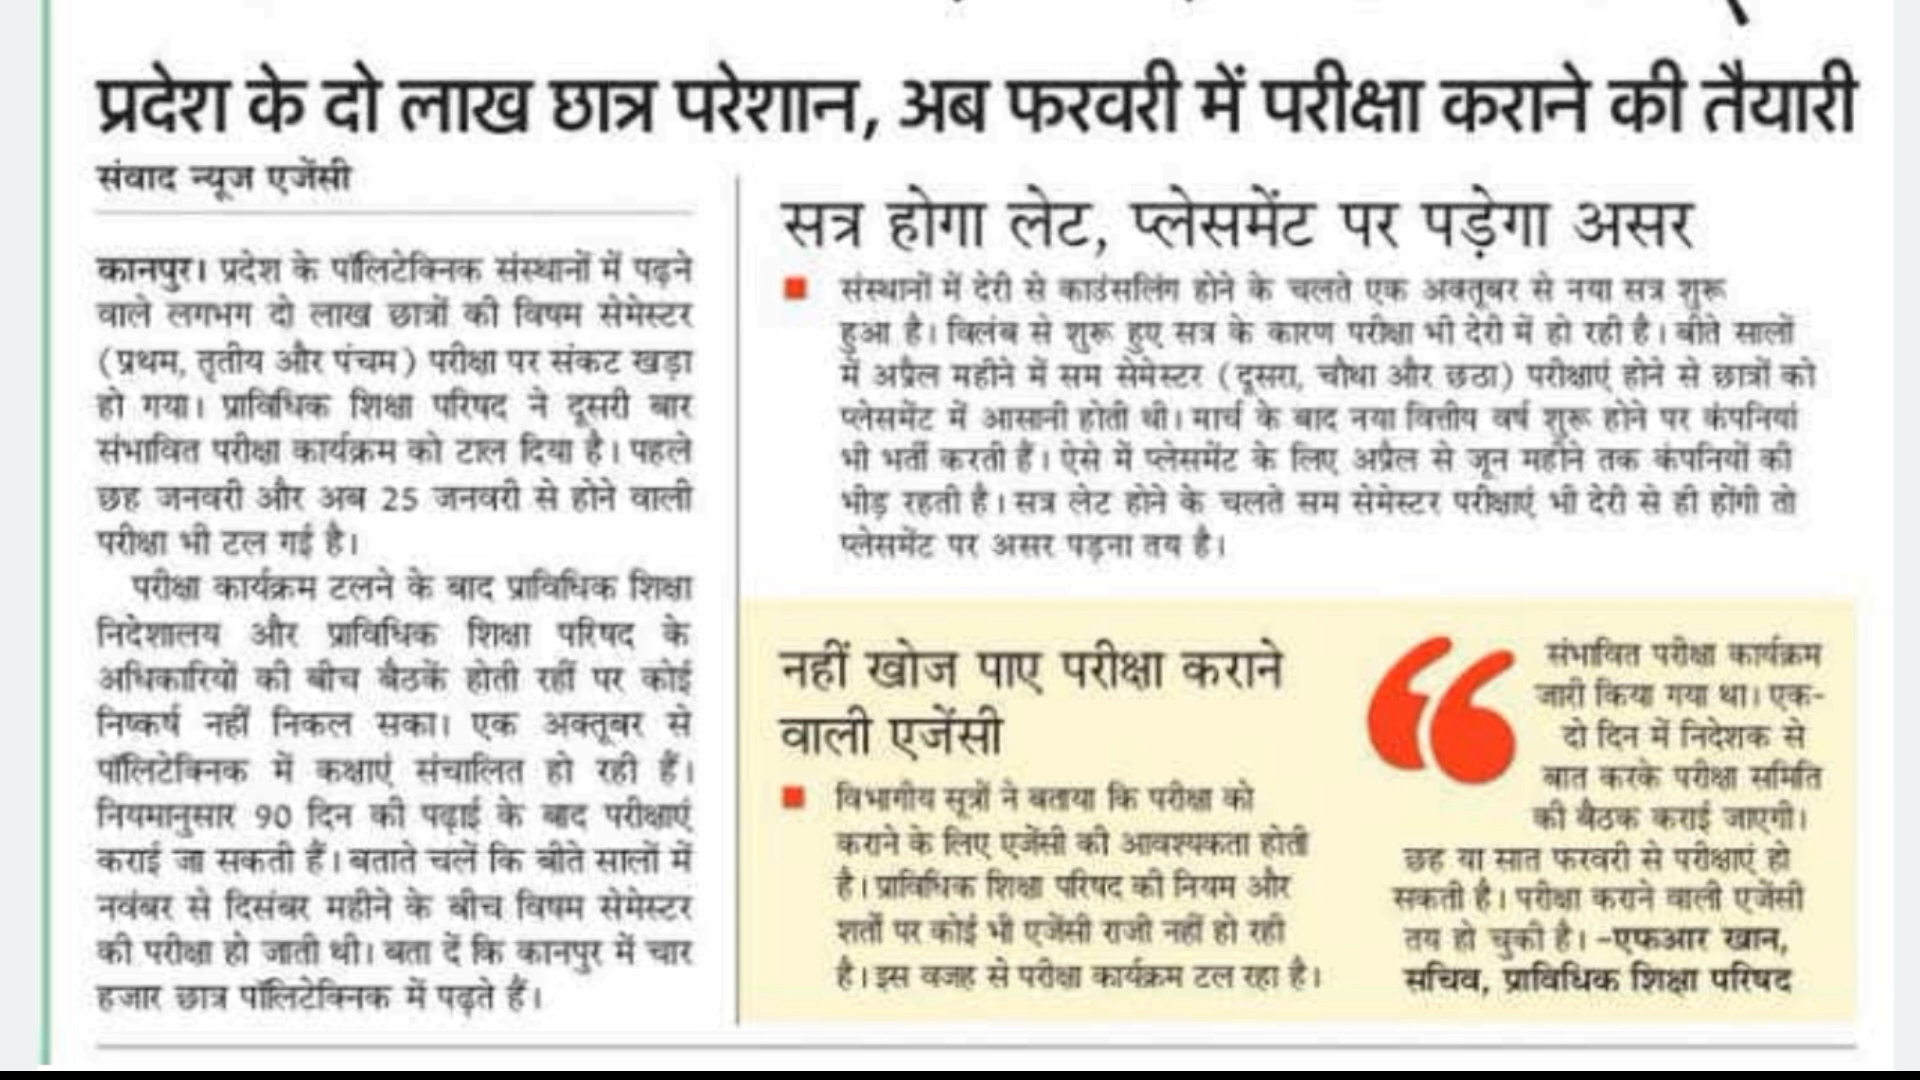 प्रदेश के दो लाख छात्र परेशान, अब फरवरी में परीक्षा कराने की तैयारी
संवाद न्यूज एजेंसी
कानपुर। प्रदेश के पॉलिटेक्निक संस्थानों में पढ़ने
वाले लगभग दो लाख छात्रों की विषम सेमेस्टर
(प्रथम, तृतीय और पंचम) परीक्षा पर संकट खड़ा
हो गया। प्राविधिक शिक्षा परिषद ने दूसरी बार
संभावित परीक्षा कार्यक्रम को टाल दिया है। पहले
छह जनवरी और अब 25 जनवरी से होने वाली
परीक्षा भी टल गई है।
परीक्षा कार्यक्रम टलने के बाद प्राविधिक शिक्षा
निदेशालय और प्राविधिक शिक्षा परिषद के
अधिकारियों की बीच बैठकें होती रहीं पर कोई
निष्कर्ष नहीं निकल सका। एक अक्तूबर से
पॉलिटेक्निक में कक्षाएं संचालित हो रही हैं।
नियमानुसार 90 दिन की पढ़ाई के बाद परीक्षाएं
कराई जा सकती हैं। बताते चलें कि बीते सालों में
नवंबर से दिसंबर महीने के बीच विषम सेमेस्टर
की परीक्षा हो जाती थी। बता दें कि कानपुर में चार
हजार छात्र पॉलिटेक्निक में पढ़ते हैं।
सत्र होगा लेट, प्लेसमेंट पर पड़ेगा असर
संस्थानों में देरी से काउंसलिंग होने के चलते एक अक्तूबर से नया सत्र शुरू
हुआ है। विलंब से शुरू हुए सत्र के कारण परीक्षा भी देरी में हो रही है। बीते सालों
में अप्रैल महीने में सम सेमेस्टर (दूसरा, चौथा और छठा) परीक्षाएं होने से छात्रों को
प्लेसमेंट में आसानी होती थी। मार्च के बाद नया वित्तीय वर्ष शुरू होने पर कंपनियां
भी भर्ती करती हैं। ऐसे में प्लेसमेंट के लिए अप्रैल से जून महीने तक कंपनियों की
भीड़ रहती है। सत्र लेट होने के चलते सम सेमेस्टर परीक्षाएं भी देरी से ही होंगी तो
प्लेसमेंट पर असर पड़ना तय है।
नहीं खोज पाए परीक्षा कराने
वाली एजेंसी
विभागीय सूत्रों ने बताया कि परीक्षा को
कराने के लिए एजेंसी की आवश्यकता होती
है। प्राविधिक शिक्षा परिषद की नियम और
शर्तों पर कोई भी एजेंसी राजी नहीं हो रही
है। इस वजह से परीक्षा कार्यक्रम टल रहा है।
संभावित परीक्षा कार्यक्रम
जारी किया गया था। एक-
दो दिन में निदेशक से
बात करके परीक्षा समिति
की बैठक कराई जाएगी।
छह या सात फरवरी से परीक्षाएं हो
सकती है। परीक्षा कराने वाली एजेंसी
तय हो चुकी है। -एफआर खान,
सचिव, प्राविधिक शिक्षा परिषद